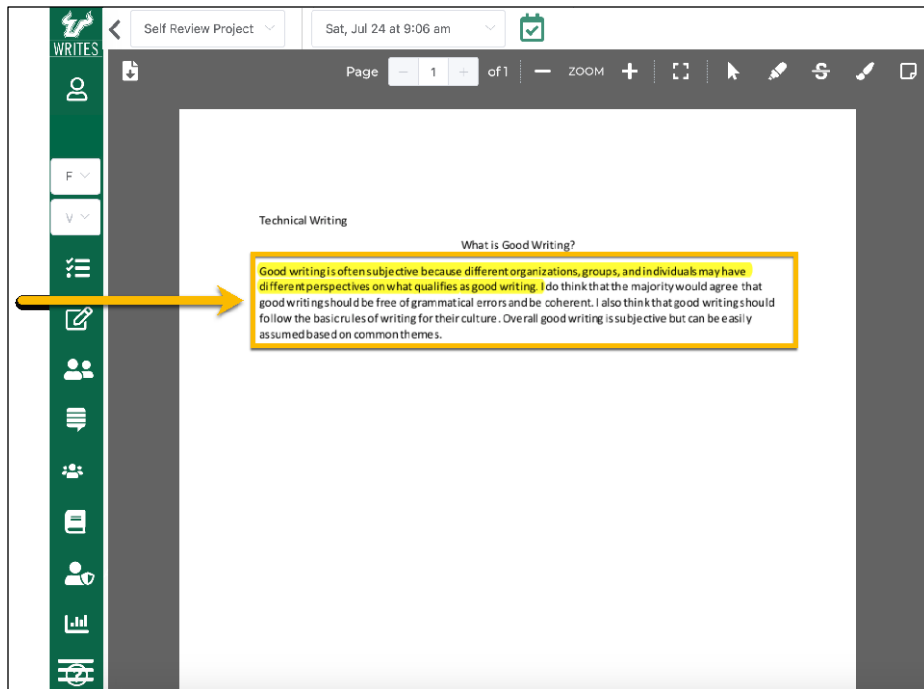 WRITES
Self Review Project
Sat, Jul 24 at 9:06 am
Page 1 of 1 ZOOM
F
V
Technical Writing
What is Good Writing?
Good writing is often subjective because different organizations, groups, and individuals may have
different perspectives on what qualifies as good writing. I do think that the majority would agree that
good writing should be free of grammatical errors and be coherent. I also think that good writing should
follow the basic rules of writing for their culture. Overall good writing is subjective but can be easily
assumed based on common themes.